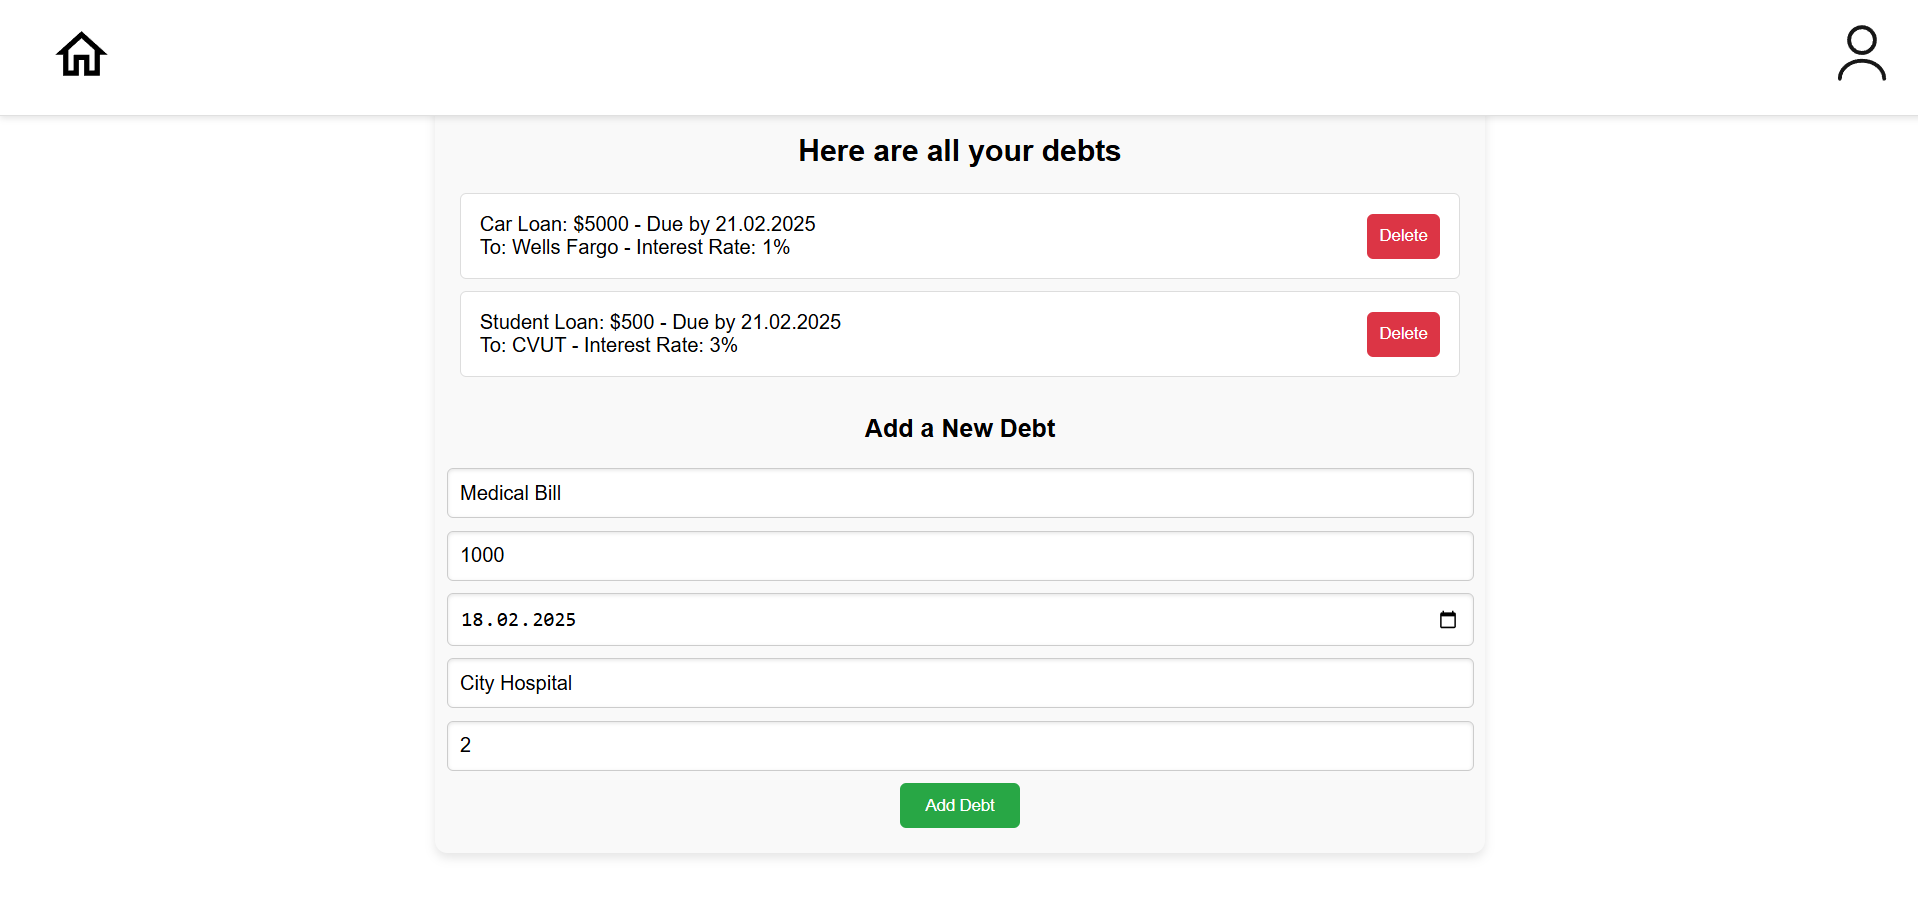 Here are all your debts
Car Loan: $5000 - Due by 21.02.2025
To: Wells Fargo - Interest Rate: 1%
Delete
Student Loan: $500 - Due by 21.02.2025
To: CVUT - Interest Rate: 3%
Delete
Add a New Debt
Medical Bill
1000
18.02.2025
City Hospital
2
Add Debt